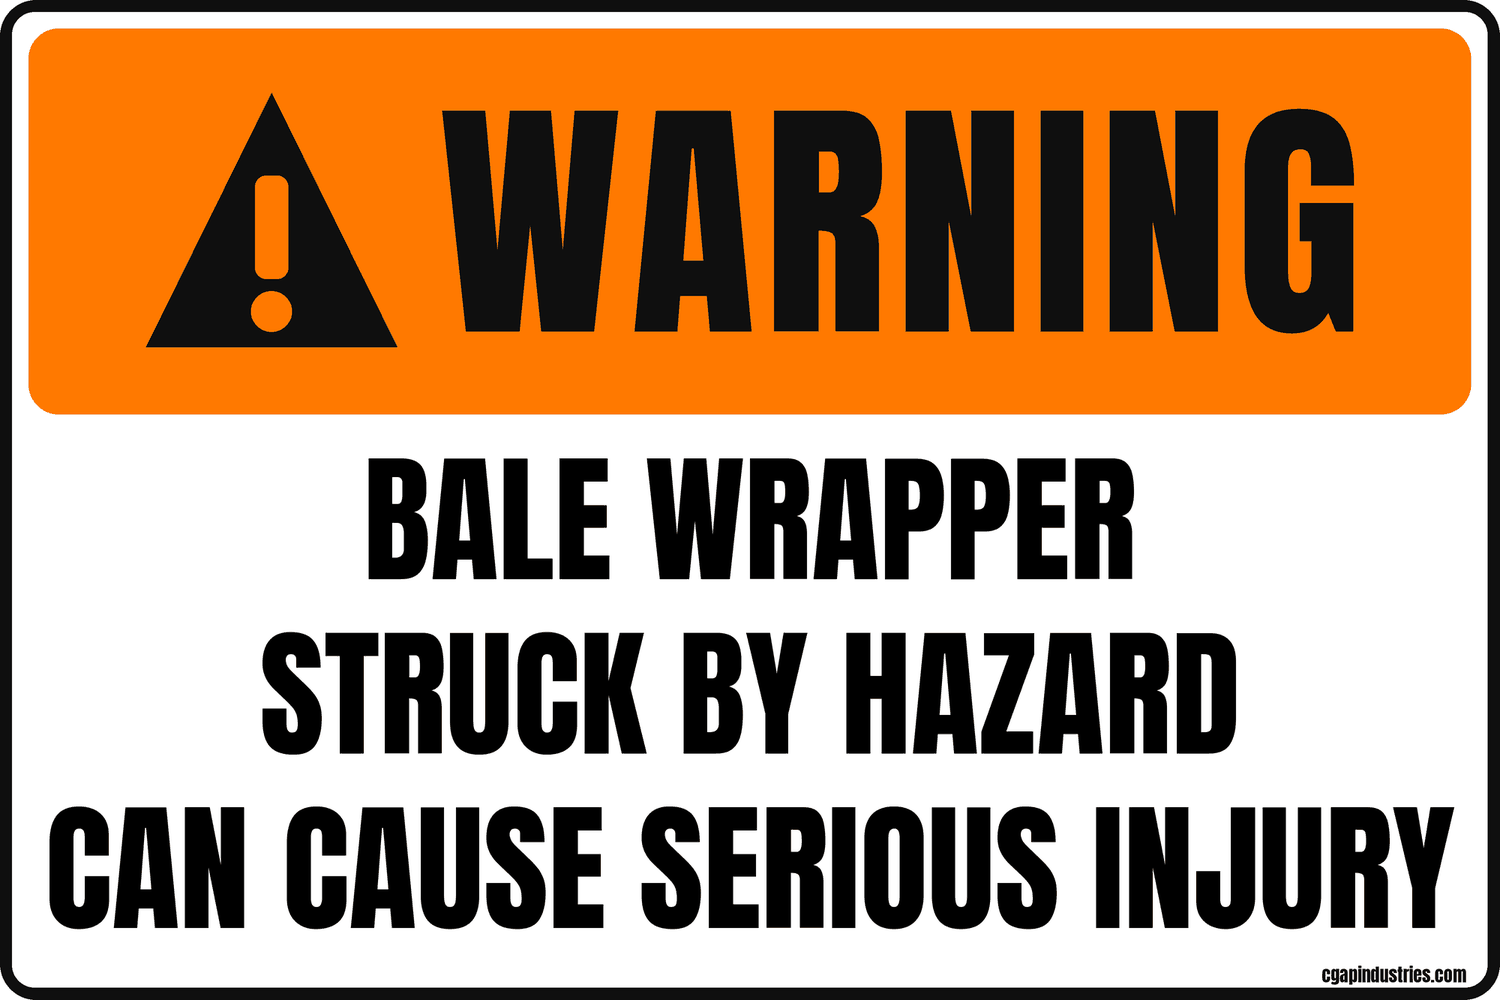 WARNING
BALE WRAPPER
STRUCK BY HAZARD
CAN CAUSE SERIOUS INJURY
cgapindustries.com